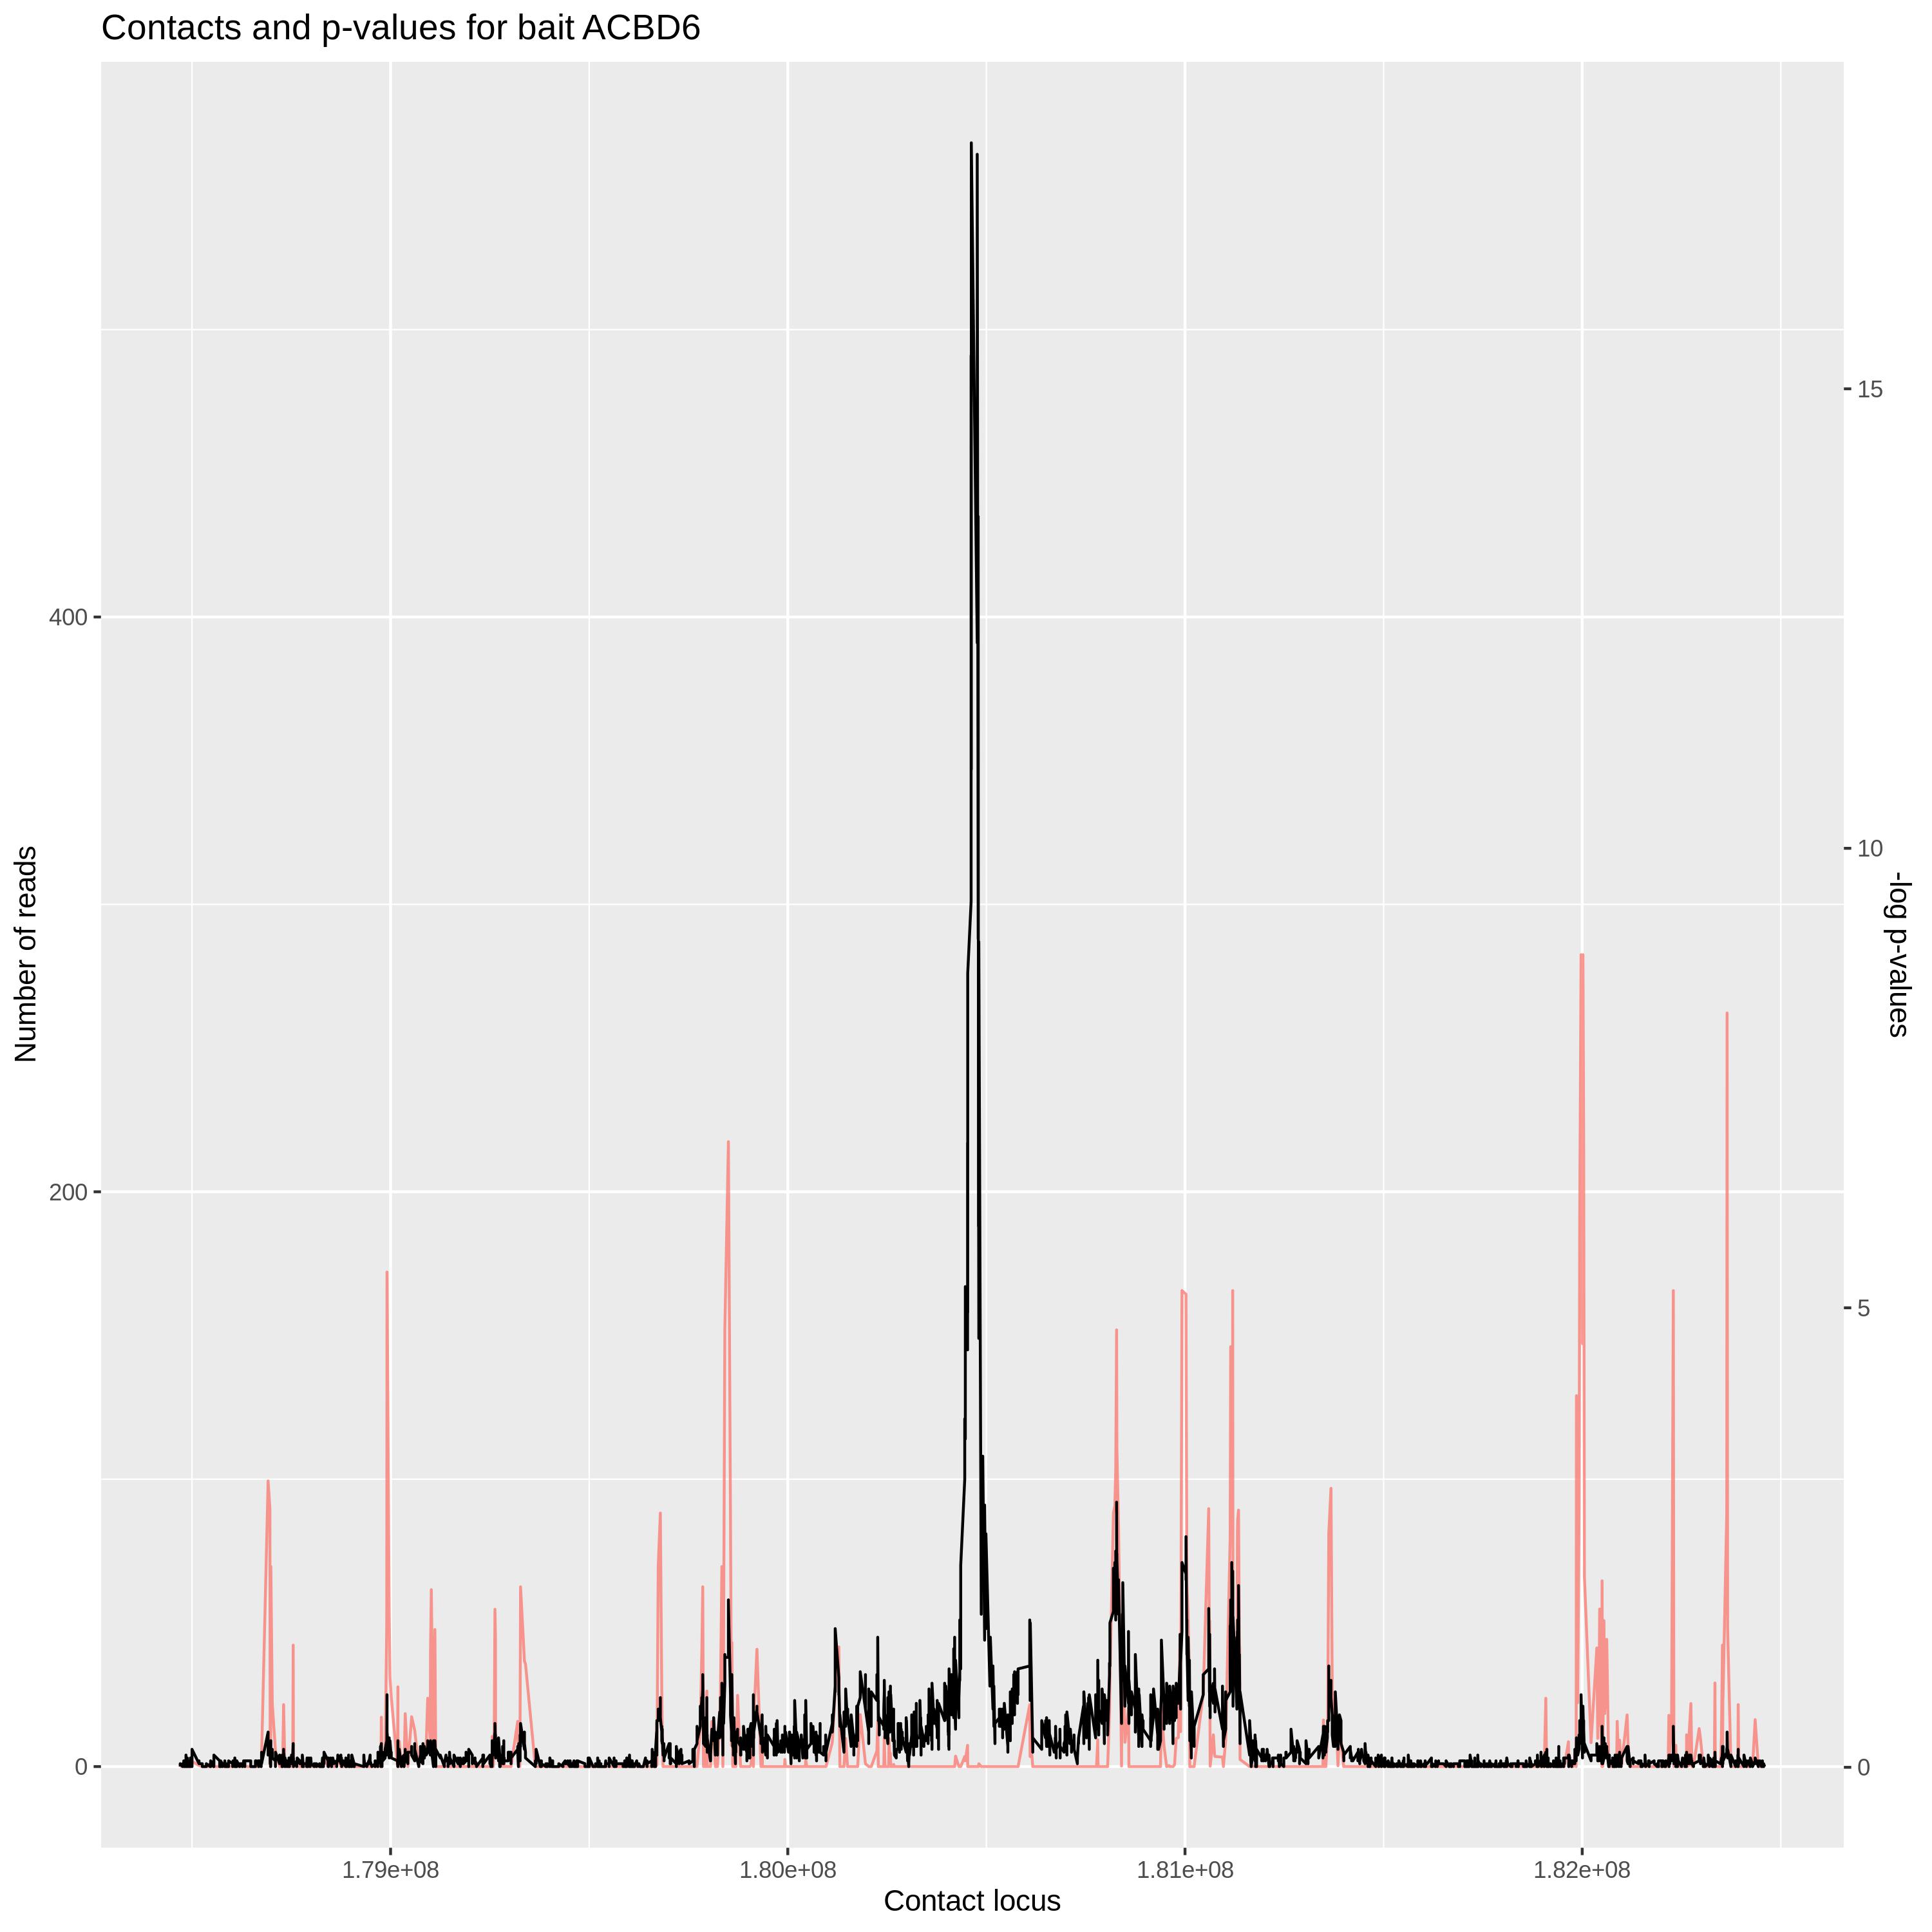 Contacts and p-values for bait ACBD6
400
200
0
Number of reads
15
10
5
0
-log p-values
1.79e+08
1.80e+08
1.81e+08
1.82e+08
Contact locus